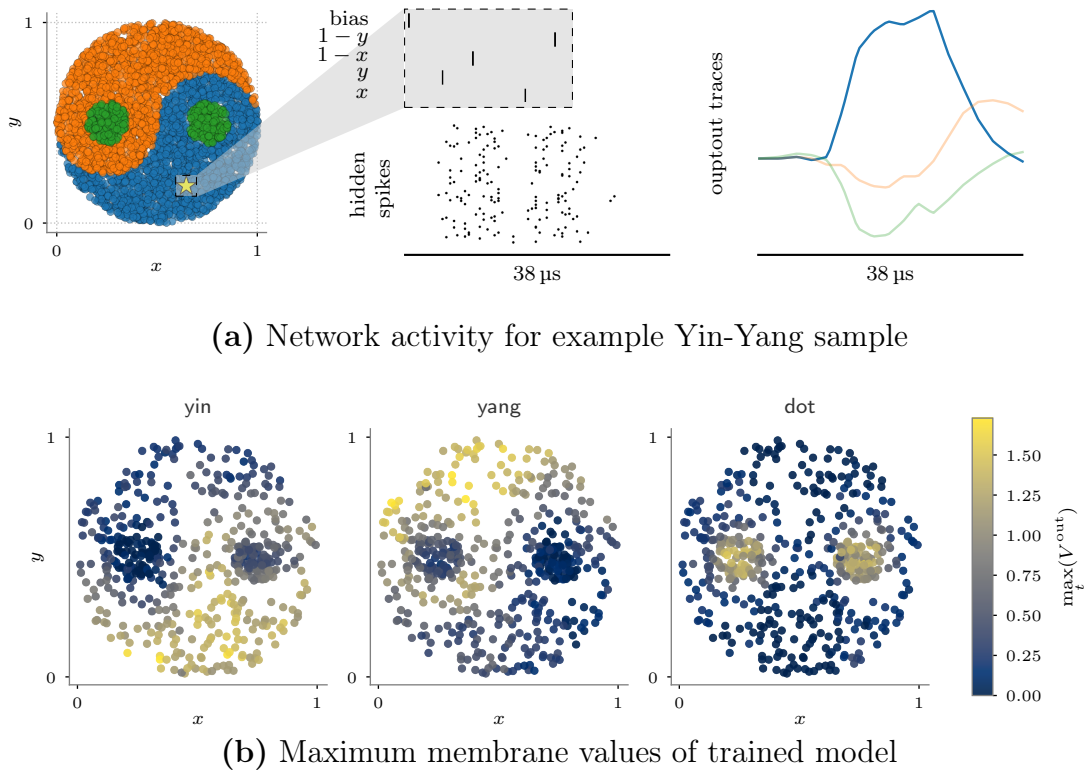 1
y
0
0
x
1
bias
1 − y
1 − x
y
x
hidden
spikes
38 µs
ouptout traces
38 µs
(a) Network activity for example Yin-Yang sample
yin
yang
dot
1
y
0
0
x
1
1
0
0
x
1
1
0
0
x
1
1.50
1.25
1.00
0.75
0.50
0.25
0.00
max(V^out)
t
(b) Maximum membrane values of trained model